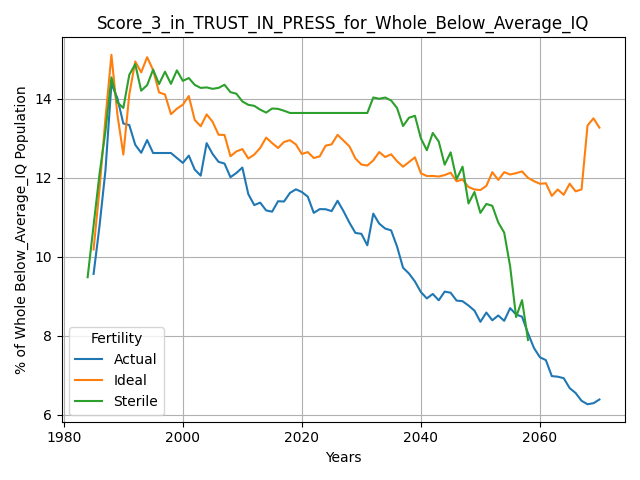 Score_3_in_TRUST_IN_PRESS_for_Whole_Below_Average_IQ
% of Whole Below_Average_IQ Population
14
12
10
8
6
Fertility
Actual
Ideal
Sterile
1980
2000
2020
2040
2060
Years